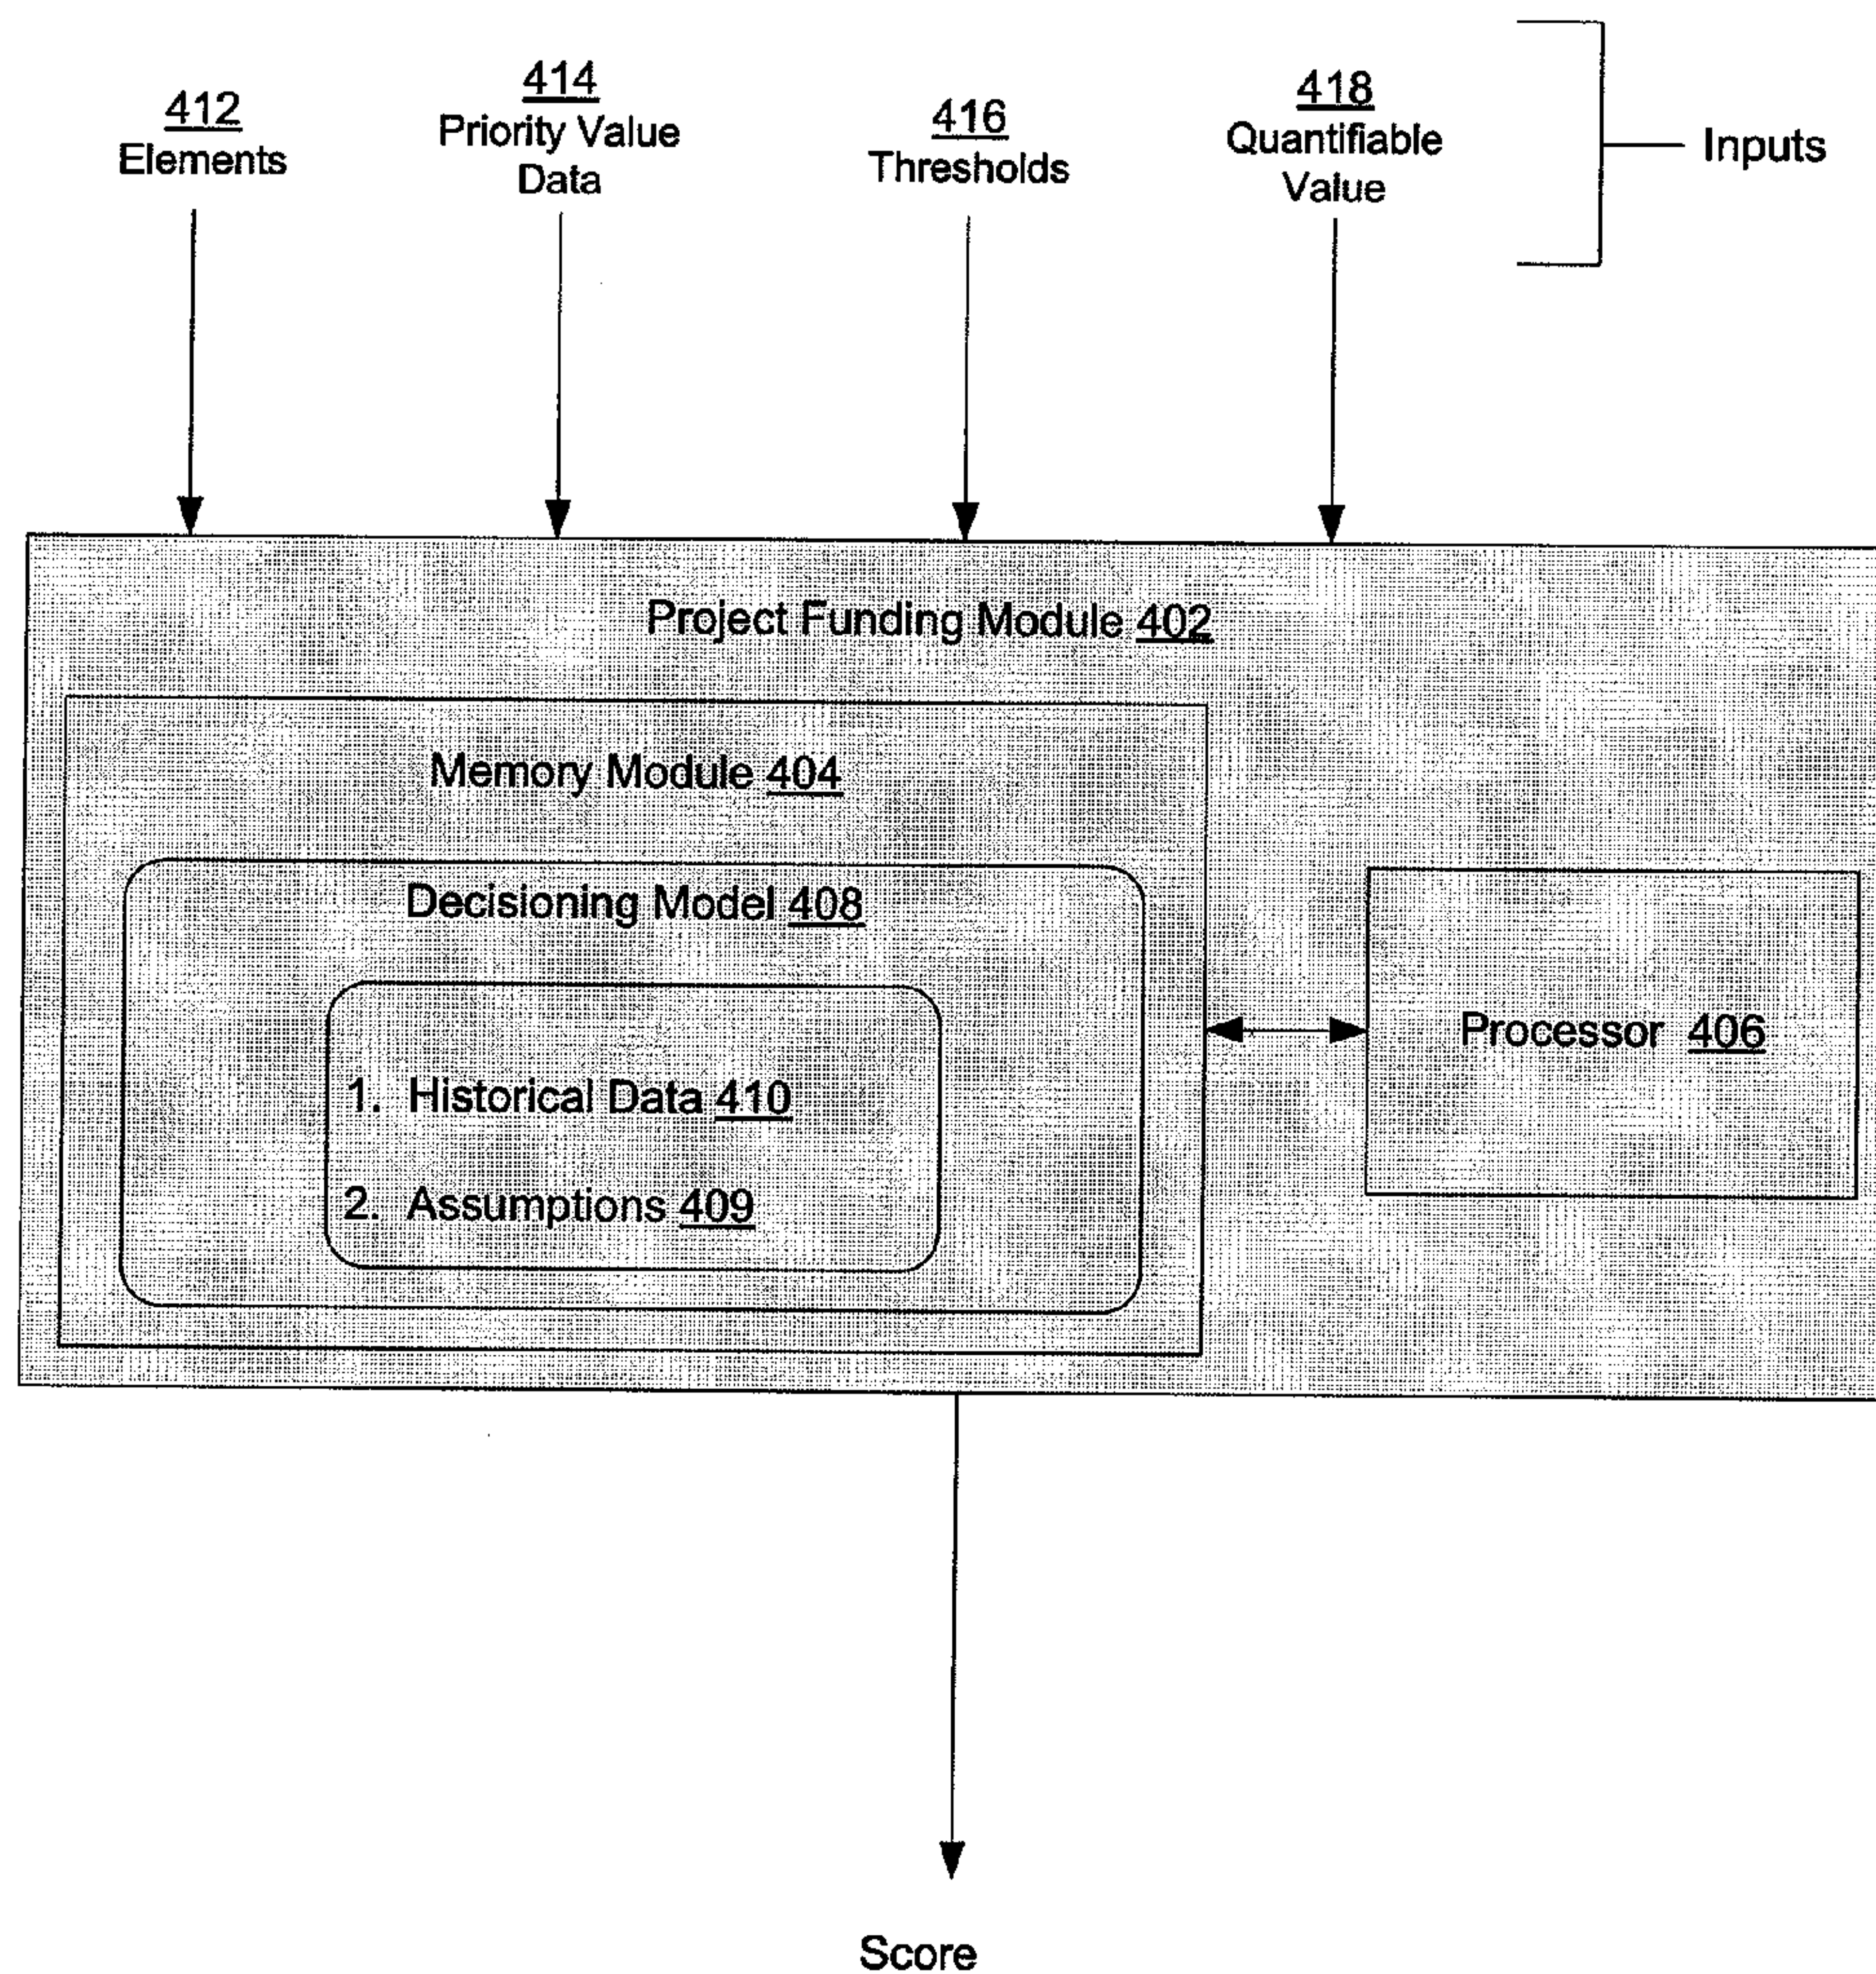 412
Elements
414
Priority Value
Data
416
Thresholds
418
Quantifiable
Value
Inputs
Project Funding Module 402
Memory Module 404
Decisioning Model 408
1. Historical Data 410
2. Assumptions 409
Processor 406
Score